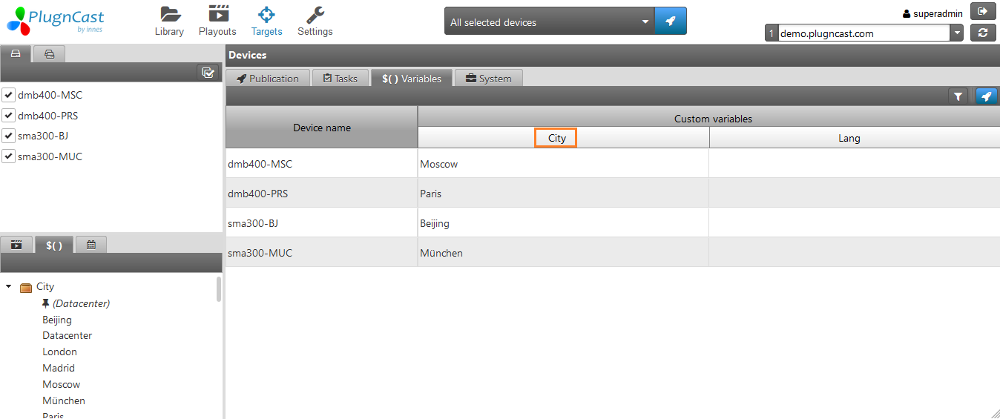 PlugnCast
by innes
Library
Playouts
Targets
Settings
All selected devices
superadmin
1 demo.plugncast.com
Devices
Publication
Tasks
$( ) Variables
System
dmb400-MSC
dmb400-PRS
sma300-BJ
sma300-MUC
Device name
Custom variables
City
Lang
dmb400-MSC Moscow
dmb400-PRS Paris
sma300-BJ Beijing
sma300-MUC München
$( )
City
(Datacenter)
Beijing
Datacenter
London
Madrid
Moscow
München
Paris